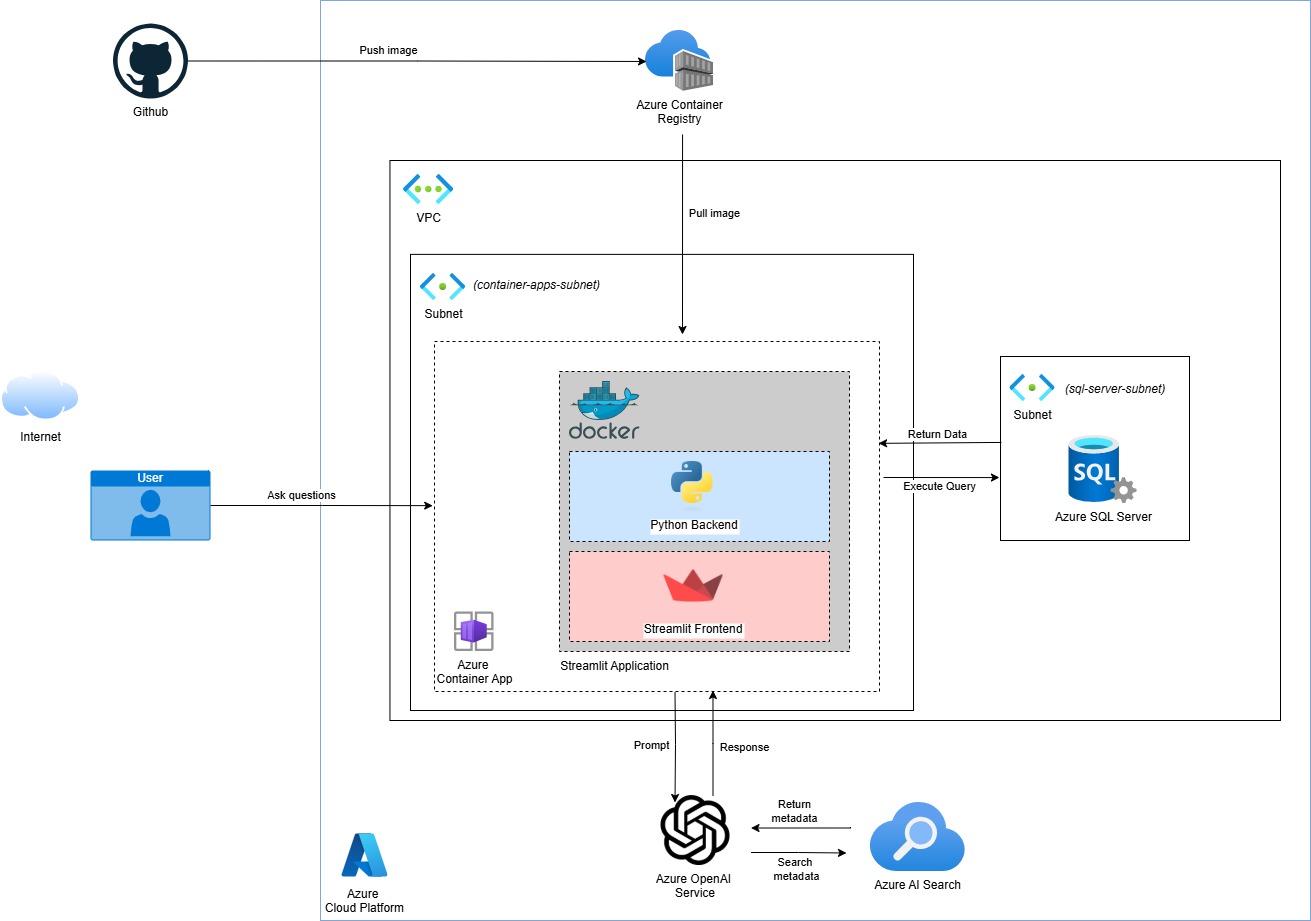 Push image
Github
Azure Container
Registry
VPC
Pull image
(container-apps-subnet)
Subnet
Internet
User
Ask questions
docker
Python Backend
Streamlit Frontend
Streamlit Application
Azure
Container App
Return Data
Execute Query
(sql-server-subnet)
Subnet
SQL
Azure SQL Server
Prompt
Response
Return
metadata
Search
metadata
Azure OpenAI
Service
Azure AI Search
Azure
Cloud Platform